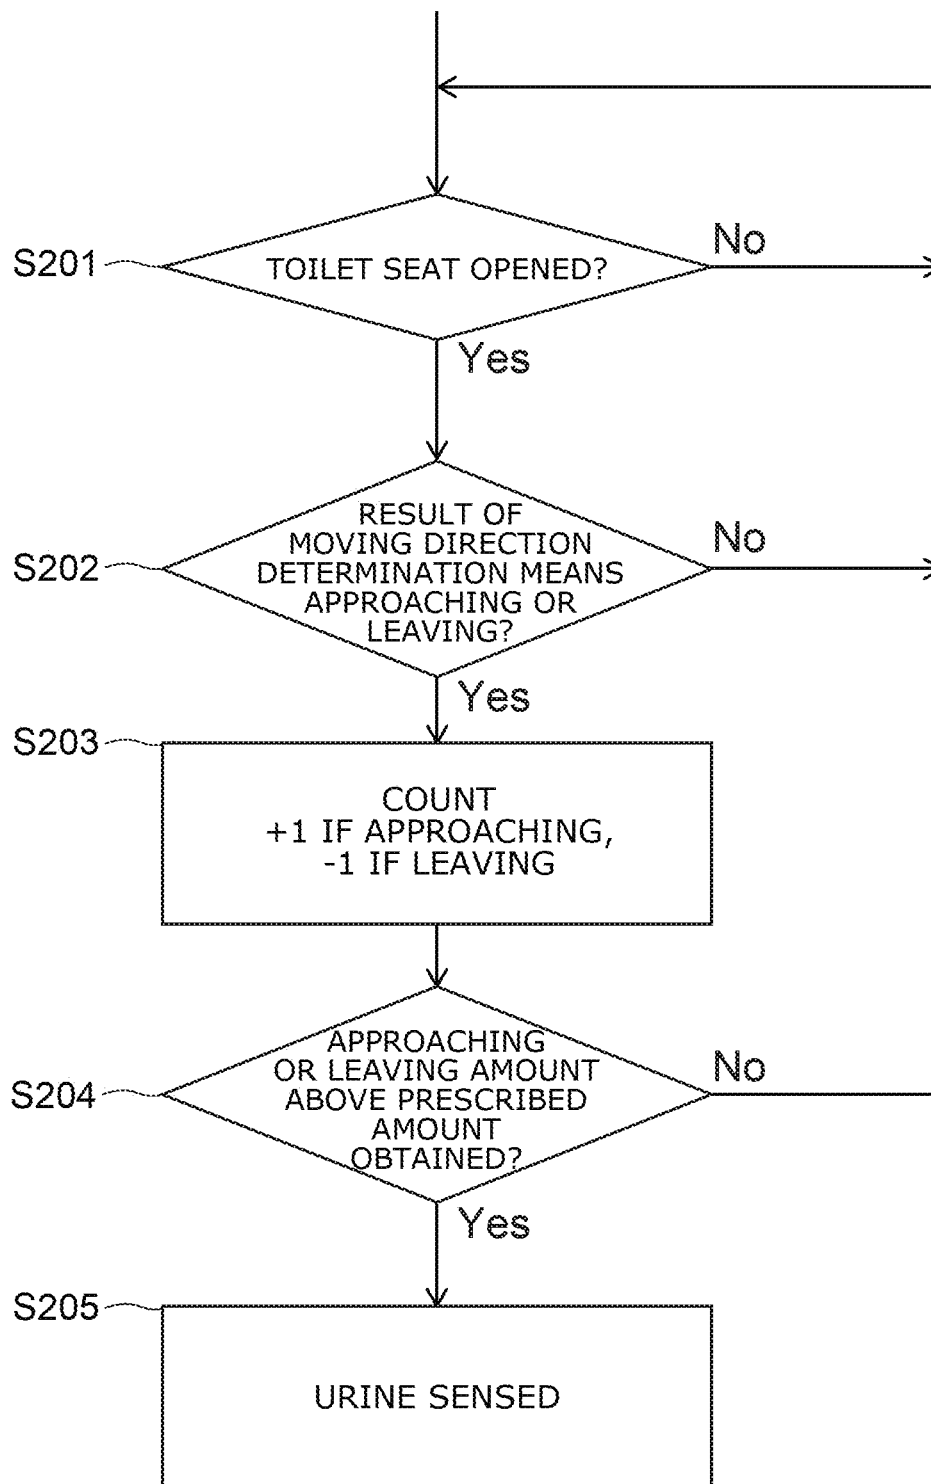 S201
TOILET SEAT OPENED?
No
Yes
S202
RESULT OF
MOVING DIRECTION
DETERMINATION MEANS
APPROACHING OR
LEAVING?
No
Yes
S203
COUNT
+1 IF APPROACHING,
-1 IF LEAVING
S204
APPROACHING
OR LEAVING AMOUNT
ABOVE PRESCRIBED
AMOUNT
OBTAINED?
No
Yes
S205
URINE SENSED